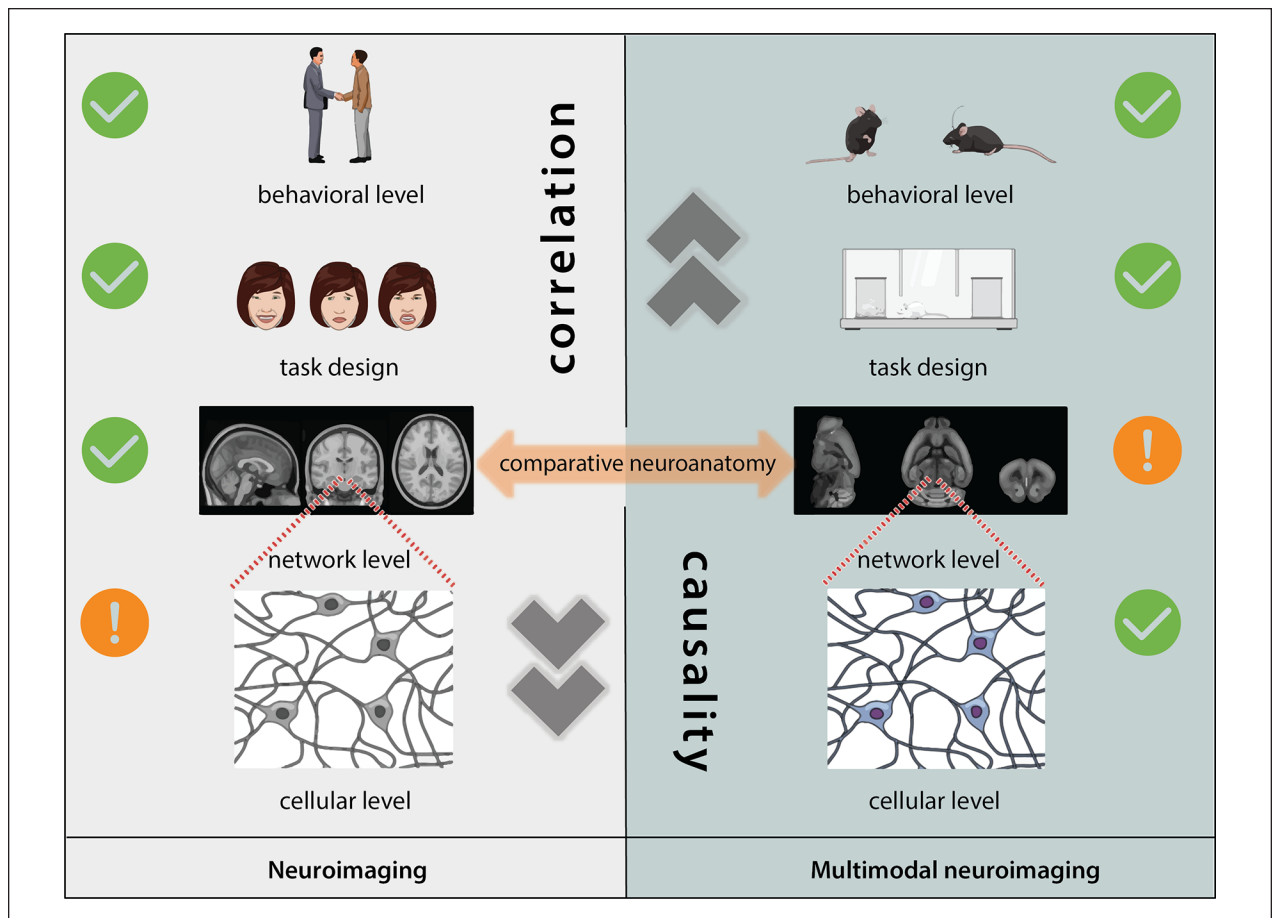 correlation
behavioral level
behavioral level
task design
task design
comparative neuroanatomy
network level
network level
causality
cellular level
cellular level
Neuroimaging
Multimodal neuroimaging